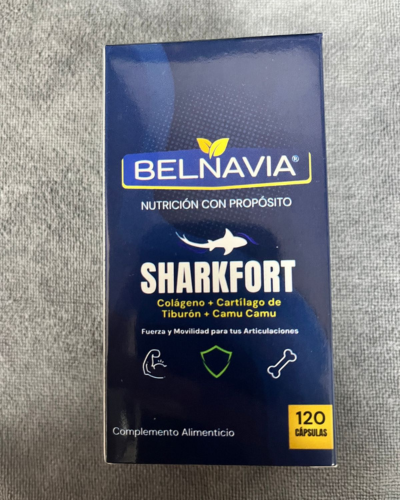 BELNAVIA®
NUTRICIÓN CON PROPÓSITO
SHARKFORT
Colágeno + Cartílago de
Tiburón + Camu Camu
Fuerza y Movilidad para tus Articulaciones
120
CÁPSULAS
Complemento Alimenticio